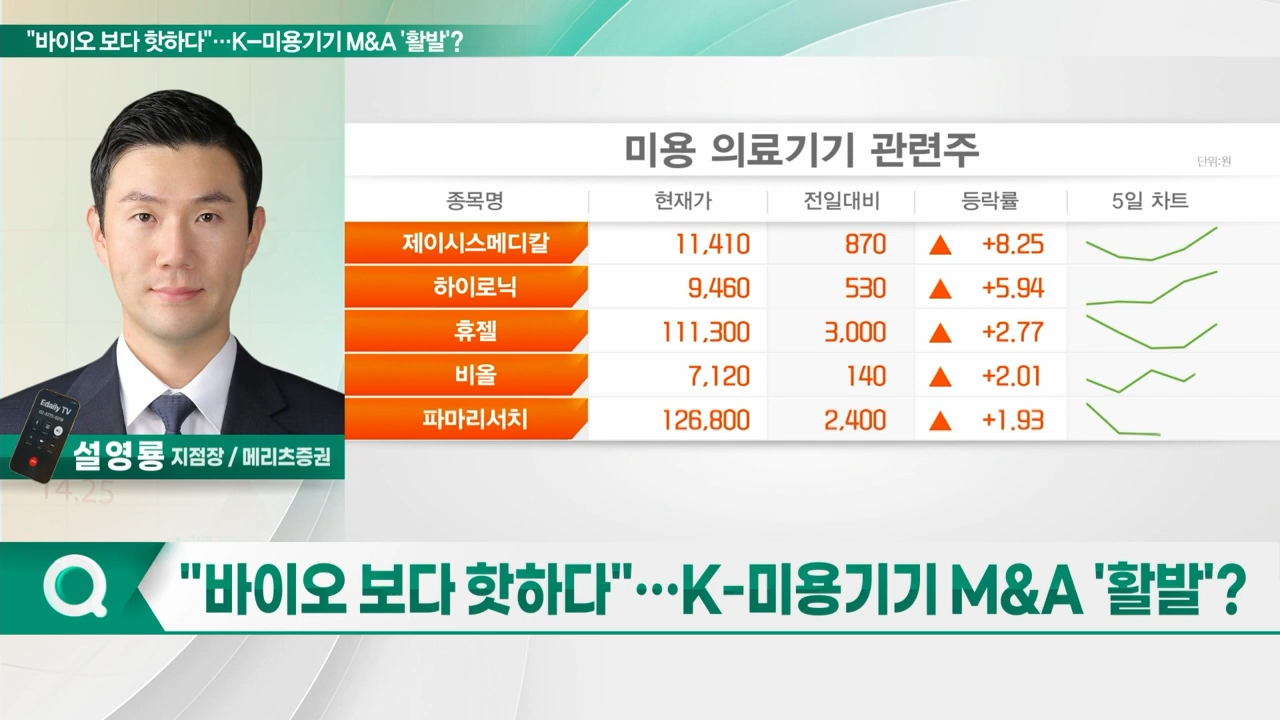 "바이오 보다 핫하다"…K-미용기기 M&A '활발'?
미용 의료기기 관련주
단위:원
종목명 현재가 전일대비 등락률 5일 차트
제이시스메디칼 11,410 870 ▲ +8.25
하이로닉 9,460 530 ▲ +5.94
휴젤 111,300 3,000 ▲ +2.77
비올 7,120 140 ▲ +2.01
파마리서치 126,800 2,400 ▲ +1.93
Edaily TV
설영룡 지점장 / 메리츠증권
14.25
"바이오 보다 핫하다"…K-미용기기 M&A '활발'?